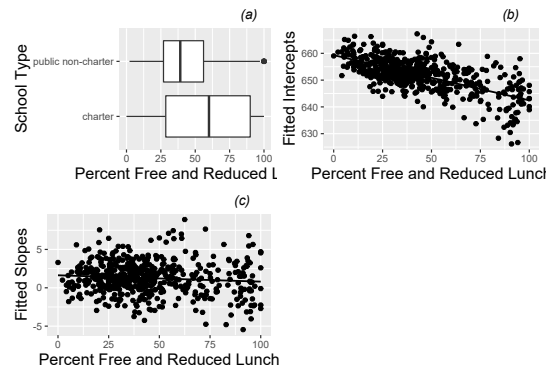 (a)
School Type
public non-charter
charter
0 25 50 75 100
Percent Free and Reduced L
(b)
Fitted Intercepts
660
650
640
630
0 25 50 75 100
Percent Free and Reduced Lunch
(c)
Fitted Slopes
5
0
-5
0 25 50 75 100
Percent Free and Reduced Lunch